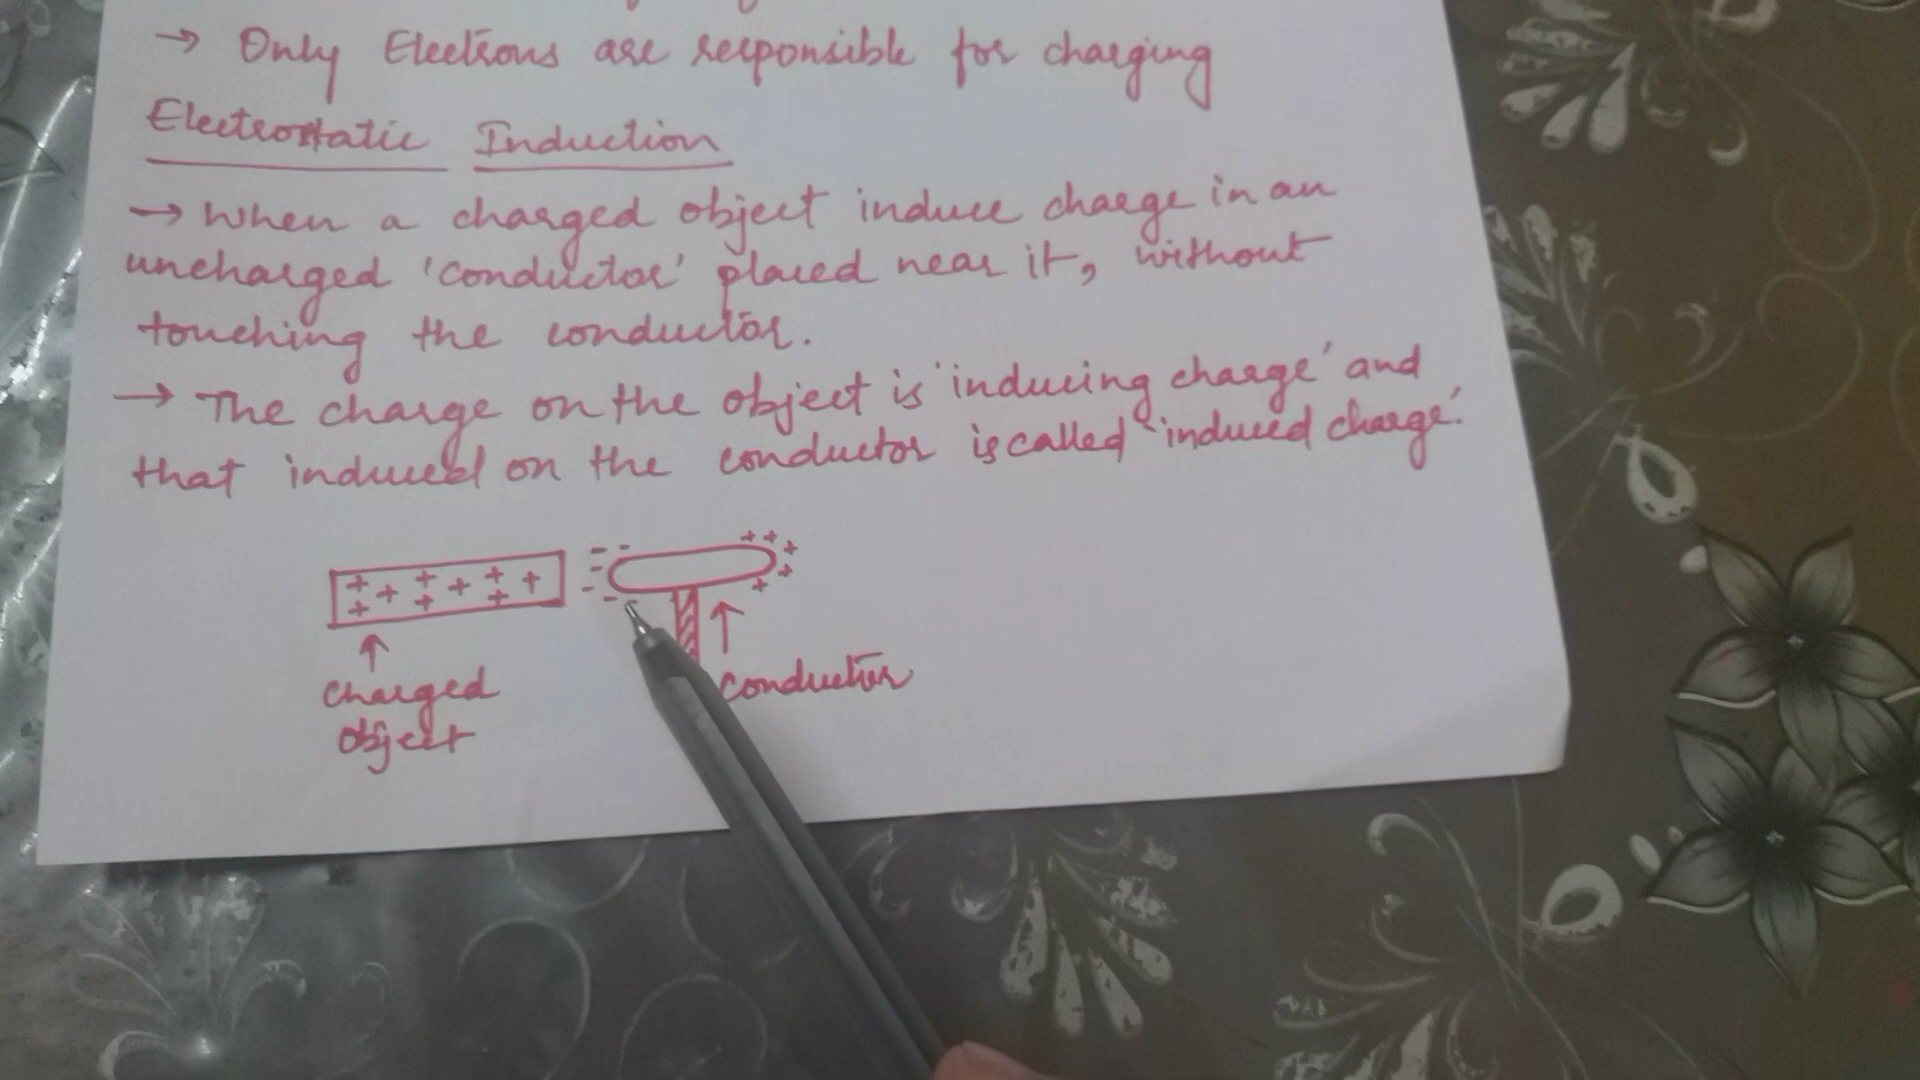 → Only Electrons are responsible for charging
Electrostatic Induction
→ When a charged object induce charge in an
uncharged 'conductor' placed near it, without
touching the conductor.
→ The charge on the object is 'inducing charge' and
that induced on the conductor is called 'induced charge'.
+ + + + + + + + +
- - - - - -
+ + + + +
↑ ↑
Charged conductor
object